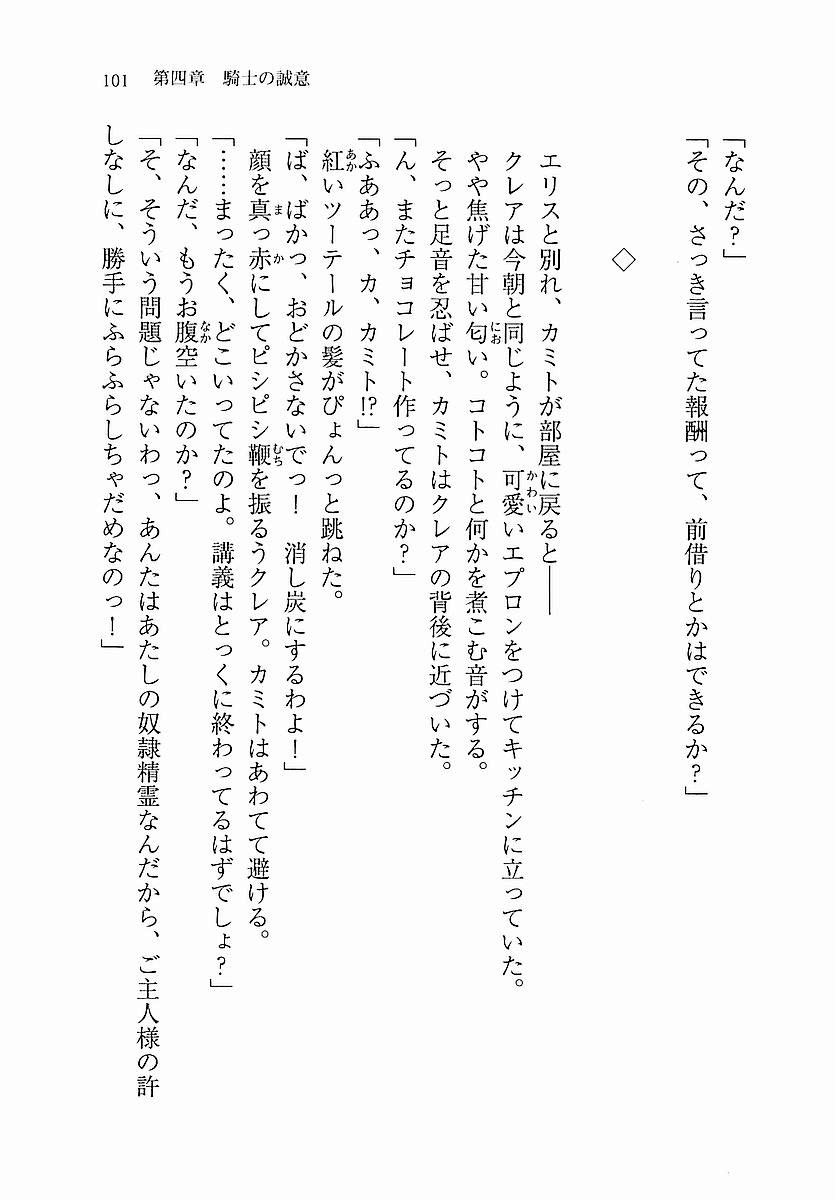 101　第四章　騎士の誠意
「なんだ？」
「その、さっき言ってた報酬って、前借りとかはできるか？」
◇
エリスと別れ、カミトが部屋に戻ると――
クレアは今朝と同じように、可愛いエプロンをつけてキッチンに立っていた。
やや焦げた甘い匂い。コトコトと何かを煮こむ音がする。
そっと足音を忍ばせ、カミトはクレアの背後に近づいた。
「ん、またチョコレート作ってるのか？」
「ふああっ、カ、カミト!?」
紅いツーテールの髪がぴょんっと跳ねた。
「ば、ばかっ、おどかさないでっ！　消し炭にするわよ！」
顔を真っ赤にしてピシピシ鞭を振るうクレア。カミトはあわてて避ける。
「……まったく、どこいってたのよ。講義はとっくに終わってるはずでしょ？」
「なんだ、もうお腹空いたのか？」
「そ、そういう問題じゃないわっ、あんたはあたしの奴隷精霊なんだから、ご主人様の許
しなしに、勝手にふらふらしちゃだめなのっ！」